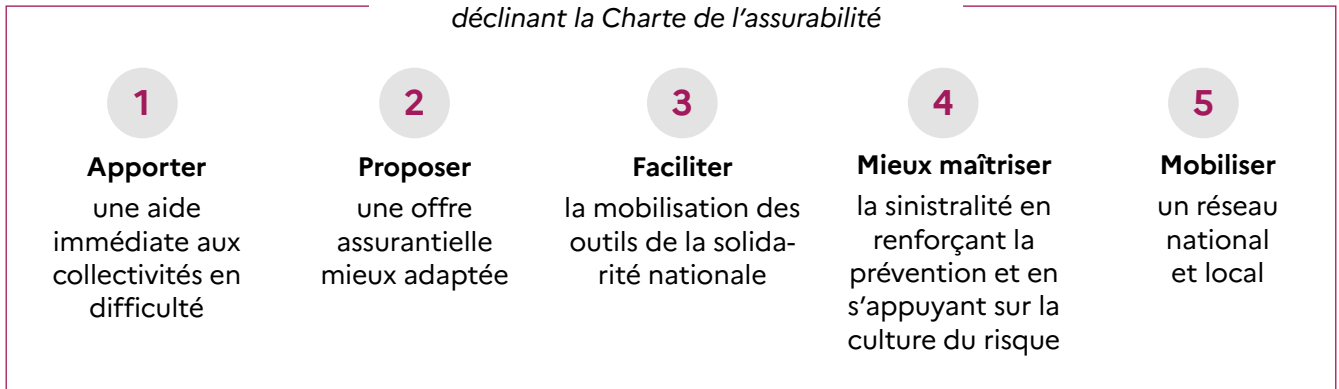 déclinant la Charte de l’assurabilité
1
Apporter
une aide
immédiate aux
collectivités en
difficulté
2
Proposer
une offre
assurantielle
mieux adaptée
3
Faciliter
la mobilisation des
outils de la solida-
rité nationale
4
Mieux maîtriser
la sinistralité en
renforçant la
prévention et en
s’appuyant sur la
culture du risque
5
Mobiliser
un réseau
national
et local